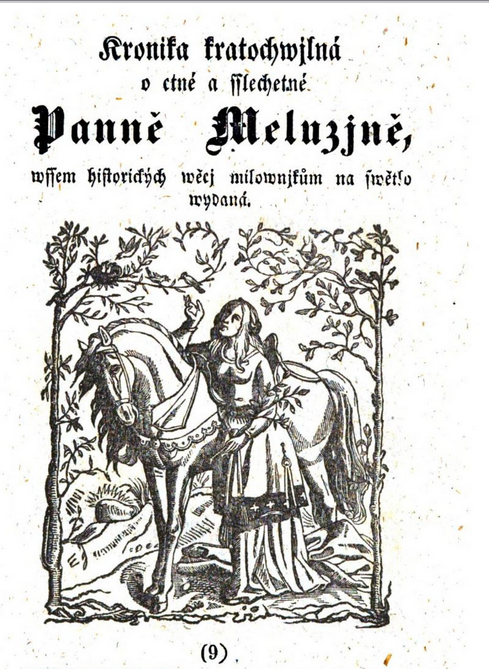 Kronika kratochwjlná
o ctné a sslechetné
Panně Meluzjně,
wssem historických wěcj milownjkům na swětlo
wydaná.
(9)